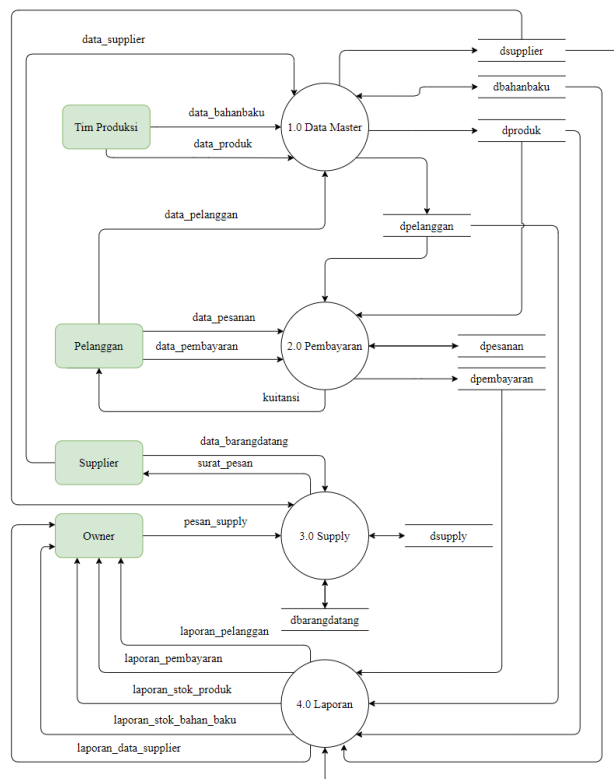 data_supplier
dsupplier
dbahanbaku
data_bahanbaku
Tim Produksi
1.0 Data Master
dproduk
data_produk
data_pelanggan
dpelanggan
data_pesanan
Pelanggan
data_pembayaran
2.0 Pembayaran
dpesanan
dpembayaran
kuitansi
data_barangdatang
Supplier
surat_pesan
pesan_supply
Owner
3.0 Supply
dsupply
dbarangdatang
laporan_pelanggan
laporan_pembayaran
laporan_stok_produk
4.0 Laporan
laporan_stok_bahan_baku
laporan_data_supplier